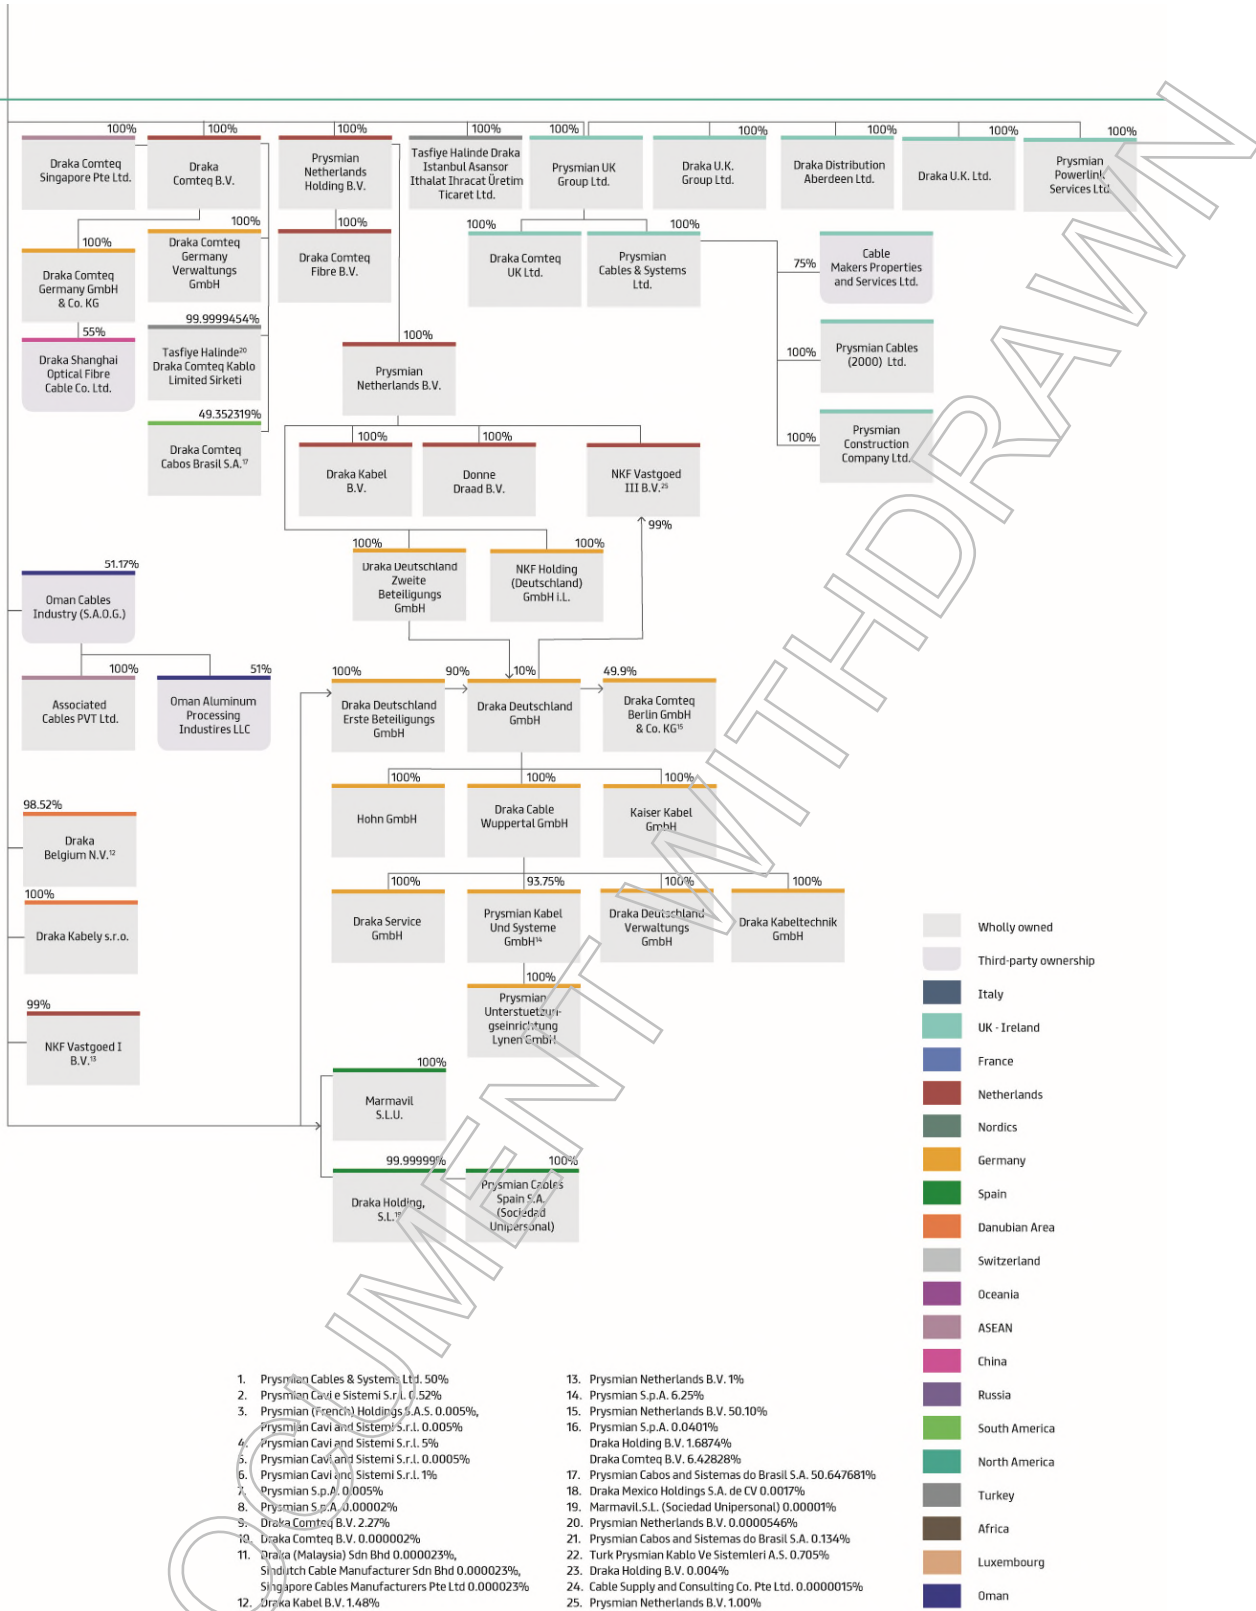 100%
100%
100%
100%
100%
100%
100%
100%
100%
Draka Comteq
Singapore Pte Ltd.
Draka
Comteq B.V.
Prysmian
Netherlands
Holding B.V.
Tasfiye Halinde Draka
Istanbul Asansor
Ithalat Ihracat Üretim
Ticaret Ltd.
Prysmian UK
Group Ltd.
Draka U.K.
Group Ltd.
Draka Distribution
Aberdeen Ltd.
Draka U.K. Ltd.
Prysmian
Powerlink
Services Ltd.
100%
Draka Comteq
Germany GmbH
& Co. KG
100%
Draka Comteq
Germany
Verwaltungs
GmbH
100%
Draka Comteq
Fibre B.V.
100%
Draka Comteq
UK Ltd.
100%
Prysmian
Cables & Systems
Ltd.
75%
Cable
Makers Properties
and Services Ltd.
55%
Draka Shanghai
Optical Fibre
Cable Co. Ltd.
99.9999454%
Tasfiye Halinde20
Draka Comteq Kablo
Limited Sirketi
100%
Prysmian
Netherlands B.V.
100%
Prysmian Cables
(2000) Ltd.
49.352319%
Draka Comteq
Cabos Brasil S.A.17
100%
Draka Kabel
B.V.
100%
Donne
Draad B.V.
NKF Vastgoed
III B.V.25
99%
100%
Prysmian
Construction
Company Ltd.
100%
Draka Deutschland
Zweite
Beteiligungs
GmbH
100%
NKF Holding
(Deutschland)
GmbH i.L.
51.17%
Oman Cables
Industry (S.A.O.G.)
100%
Associated
Cables PVT Ltd.
51%
Oman Aluminum
Processing
Industires LLC
100%
Draka Deutschland
Erste Beteiligungs
GmbH
90%
10%
Draka Deutschland
GmbH
49.9%
Draka Comteq
Berlin GmbH
& Co. KG15
100%
Hohn GmbH
100%
Draka Cable
Wuppertal GmbH
100%
Kaiser Kabel
GmbH
98.52%
Draka
Belgium N.V.12
100%
Draka Kabely s.r.o.
99%
NKF Vastgoed I
B.V.13
100%
Draka Service
GmbH
93.75%
Prysmian Kabel
Und Systeme
GmbH14
100%
Draka Deutschland
Verwaltungs
GmbH
100%
Draka Kabeltechnik
GmbH
100%
Prysmian
Unterstuetzun-
gseinrichtung
Lynen GmbH
100%
Marmavil
S.L.U.
99.99999%
Draka Holding,
S.L.19
100%
Prysmian Cables
Spain S.A.
(Sociedad
Unipersonal)
Wholly owned
Third-party ownership
Italy
UK - Ireland
France
Netherlands
Nordics
Germany
Spain
Danubian Area
Switzerland
Oceania
ASEAN
China
Russia
South America
North America
Turkey
Africa
Luxembourg
Oman
1. Prysmian Cables & Systems Ltd. 50%
2. Prysmian Cavi e Sistemi S.r.l. 0.52%
3. Prysmian (French) Holdings S.A.S. 0.005%,
Prysmian Cavi and Sistemi S.r.l. 0.005%
4. Prysmian Cavi and Sistemi S.r.l. 5%
5. Prysmian Cavi and Sistemi S.r.l. 0.0005%
6. Prysmian Cavi and Sistemi S.r.l. 1%
7. Prysmian S.p.A. 0.005%
8. Prysmian S.p.A. 0.00002%
9. Draka Comteq B.V. 2.27%
10. Draka Comteq B.V. 0.000002%
11. Draka (Malaysia) Sdn Bhd 0.000023%,
Sindutch Cable Manufacturer Sdn Bhd 0.000023%,
Singapore Cables Manufacturers Pte Ltd 0.000023%
12. Draka Kabel B.V. 1.48%
13. Prysmian Netherlands B.V. 1%
14. Prysmian S.p.A. 6.25%
15. Prysmian Netherlands B.V. 50.10%
16. Prysmian S.p.A. 0.0401%
Draka Holding B.V. 1.6874%
Draka Comteq B.V. 6.42828%
17. Prysmian Cabos and Sistemas do Brasil S.A. 50.647681%
18. Draka Mexico Holdings S.A. de CV 0.0017%
19. Marmavil.S.L. (Sociedad Unipersonal) 0.00001%
20. Prysmian Netherlands B.V. 0.0000546%
21. Prysmian Cabos and Sistemas do Brasil S.A. 0.134%
22. Turk Prysmian Kablo Ve Sistemleri A.S. 0.705%
23. Draka Holding B.V. 0.004%
24. Cable Supply and Consulting Co. Pte Ltd. 0.0000015%
25. Prysmian Netherlands B.V. 1.00%
OCUMENT WITHDRAWN